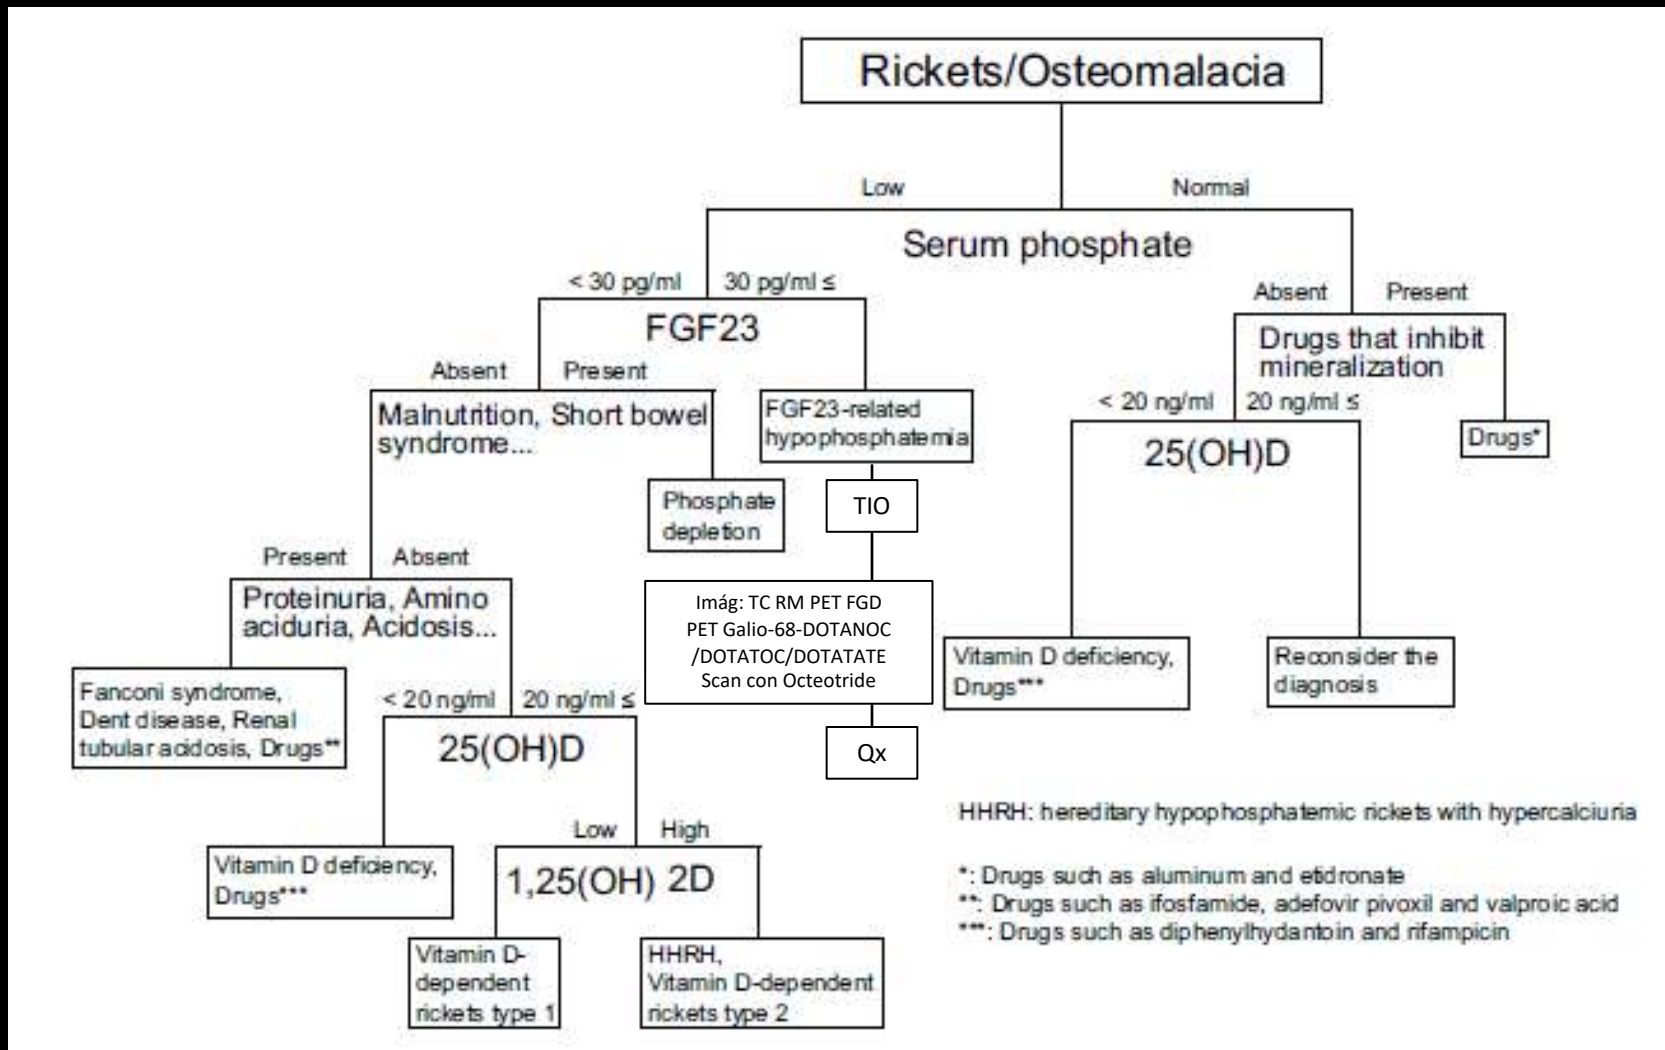 Rickets/Osteomalacia
Low
Normal
Serum phosphate
< 30 pg/ml
30 pg/ml ≤
FGF23
Absent
Present
Drugs that inhibit
mineralization
Absent
Present
Malnutrition, Short bowel
syndrome...
FGF23-related
hypophosphatemia
< 20 ng/ml
20 ng/ml ≤
25(OH)D
Drugs*
Phosphate
depletion
TIO
Present
Absent
Proteinuria, Amino
aciduria, Acidosis...
Imág: TC RM PET FGD
PET Galio-68-DOTANOC
/DOTATOC/DOTATATE
Scan con Octeotride
Vitamin D deficiency,
Drugs***
Reconsider the
diagnosis
Fanconi syndrome,
Dent disease, Renal
tubular acidosis, Drugs**
< 20 ng/ml
20 ng/ml ≤
25(OH)D
Qx
Low
High
Vitamin D deficiency,
Drugs***
1,25(OH) 2D
Vitamin D-
dependent
rickets type 1
HHRH,
Vitamin D-dependent
rickets type 2
HHRH: hereditary hypophosphatemic rickets with hypercalciuria
*: Drugs such as aluminum and etidronate
**: Drugs such as ifosfamide, adefovir pivoxil and valproic acid
***: Drugs such as diphenylhydantoin and rifampicin